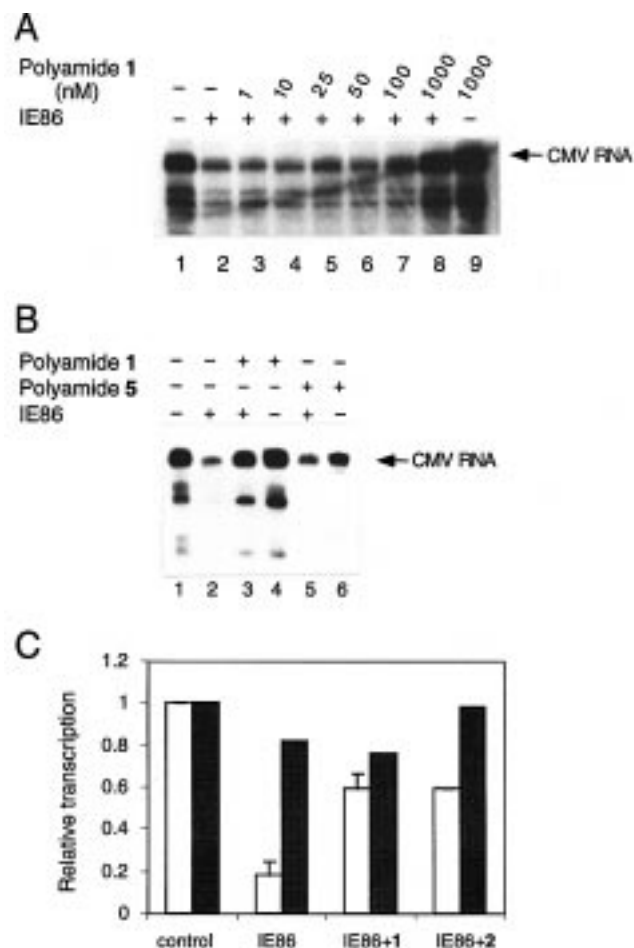 A
Polyamide 1 – – 1 10 25 50 100 1000 1000
(nM)
IE86 – + + + + + + + –
CMV RNA
1 2 3 4 5 6 7 8 9
B
Polyamide 1 – – + + – –
Polyamide 5 – – – – + +
IE86 – + + – + –
CMV RNA
1 2 3 4 5 6
C
1.2
1
0.8
0.6
0.4
0.2
0
Relative transcription
control IE86 IE86+1 IE86+2